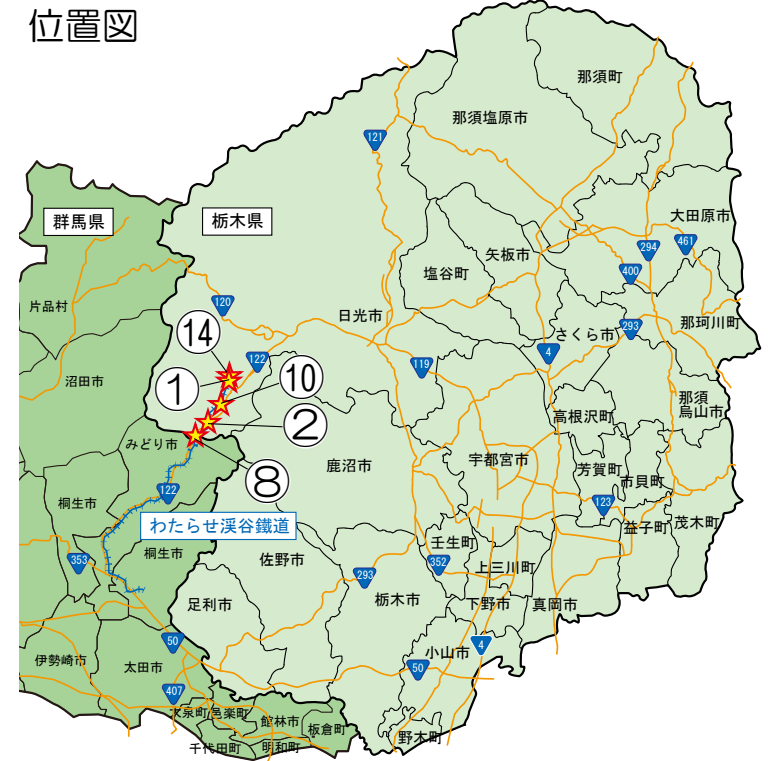 位置図
那須町
那須塩原市
121
群馬県
栃木県
大田原市
461
294
矢板市
塩谷町
400
片品村
120
日光市
さくら市
293
那珂川町
14
122
4
119
沼田市
1
10
那須
烏山市
高根沢町
2
みどり市
鹿沼市
宇都宮市
芳賀町
市貝町
8
122
桐生市
123
わたらせ渓谷鐵道
益子町
茂木町
壬生町
桐生市
佐野市
353
352
上三川町
293
栃木市
足利市
下野市
真岡市
50
4
小山市
伊勢崎市
太田市
50
407
大泉町
邑楽町
館林市
板倉町
野木町
千代田町
明和町